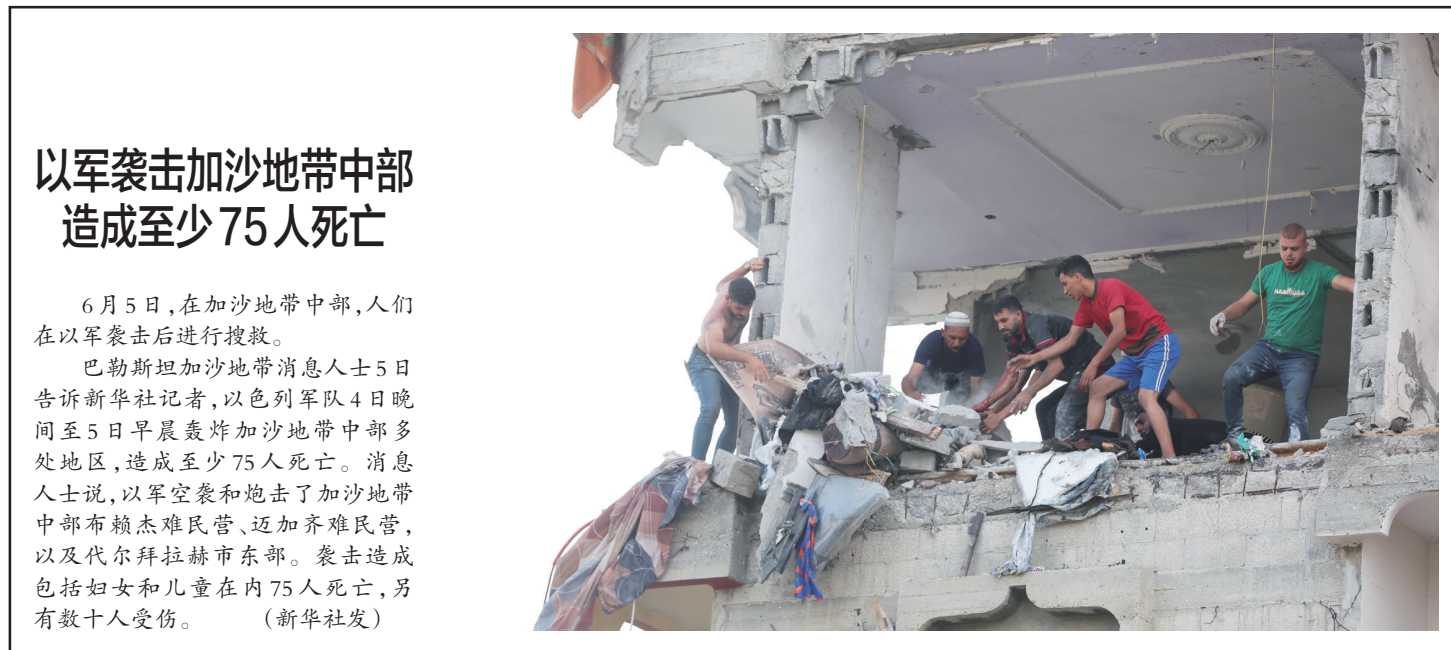 以军袭击加沙地带中部
造成至少75人死亡
6月5日,在加沙地带中部,人们
在以军袭击后进行搜救。
巴勒斯坦加沙地带消息人士5日
告诉新华社记者,以色列军队4日晚
间至5日早晨轰炸加沙地带中部多
处地区,造成至少75人死亡。消息
人士说,以军空袭和炮击了加沙地带
中部布赖杰难民营、迈加齐难民营,
以及代尔拜拉赫市东部。袭击造成
包括妇女和儿童在内75人死亡,另
有数十人受伤。 (新华社发)